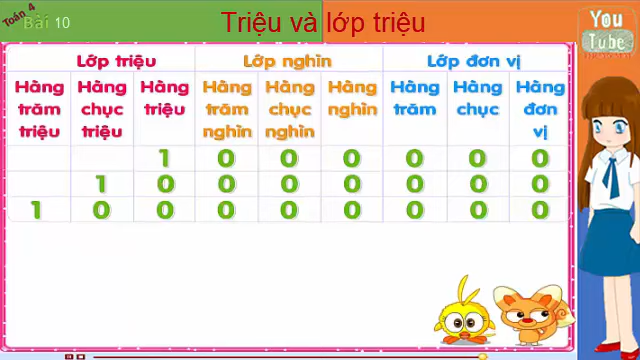 Toán 4
Bài 10
Triệu và lớp triệu
You
Tube
Lớp triệu Lớp nghìn Lớp đơn vị
Hàng trăm triệu Hàng chục triệu Hàng triệu Hàng trăm nghìn Hàng chục nghìn Hàng nghìn Hàng trăm Hàng chục Hàng đơn vị
1 0 0 0 0 0 0
1 0 0 0 0 0 0 0
1 0 0 0 0 0 0 0 0